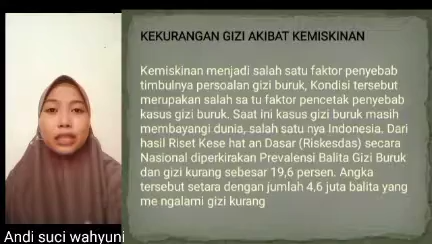 KEKURANGAN GIZI AKIBAT KEMISKINAN
Kemiskinan menjadi salah satu faktor penyebab
timbulnya persoalan gizi buruk, Kondisi tersebut
merupakan salah sa tu faktor pencetak penyebab
kasus gizi buruk. Saat ini kasus gizi buruk masih
membayangi dunia, salah satu nya Indonesia. Dari
hasil Riset Kese hat an Dasar (Riskesdas) secara
Nasional diperkirakan Prevalensi Balita Gizi Buruk
dan gizi kurang sebesar 19,6 persen. Angka
tersebut setara dengan jumlah 4,6 juta balita yang
me ngalami gizi kurang
Andi suci wahyuni